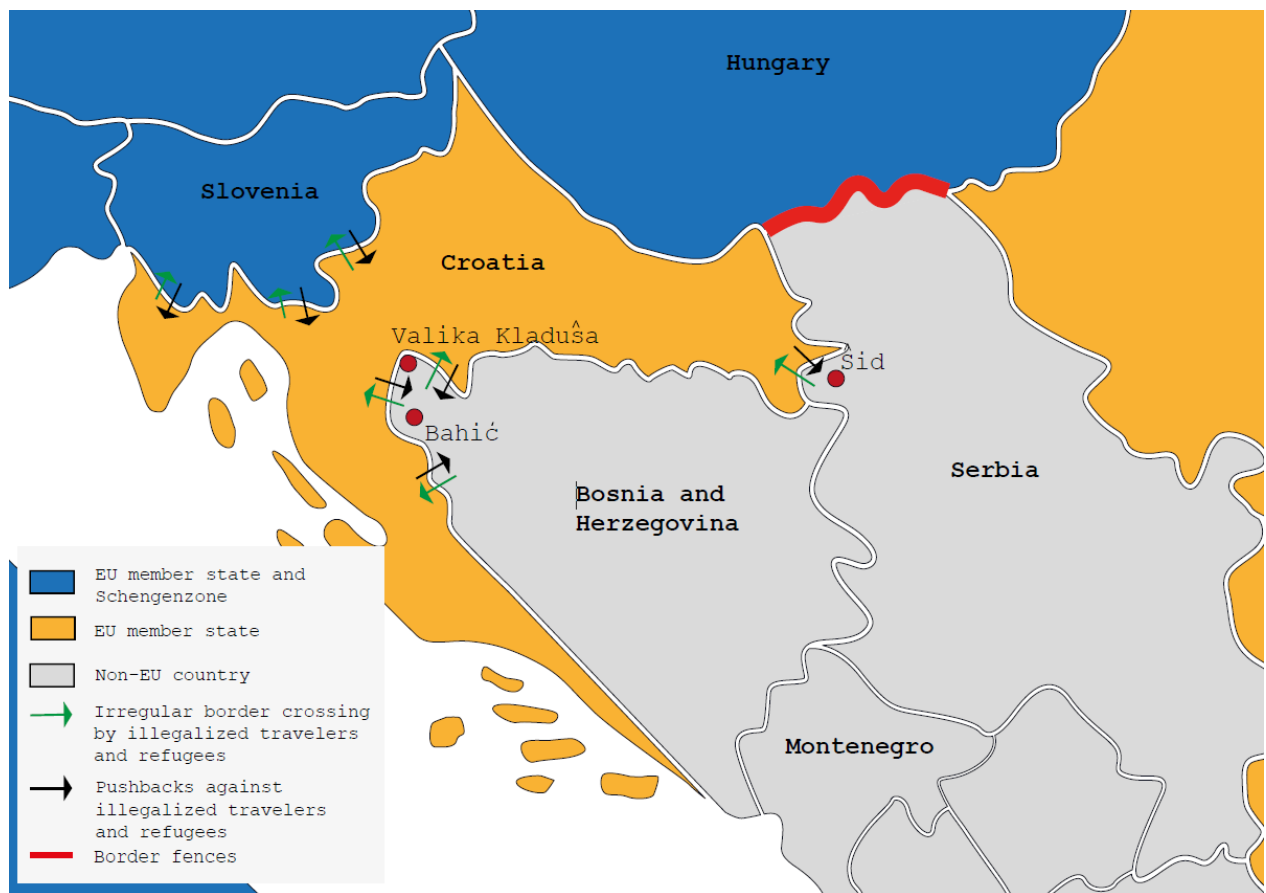 Hungary
Slovenia
Croatia
Valika Kladuŝa
Ŝid
Bahić
Serbia
Bosnia and
Herzegovina
Montenegro
EU member state and
Schengenzone
EU member state
Non-EU country
Irregular border crossing
by illegalized travelers
and refugees
Pushbacks against
illegalized travelers
and refugees
Border fences